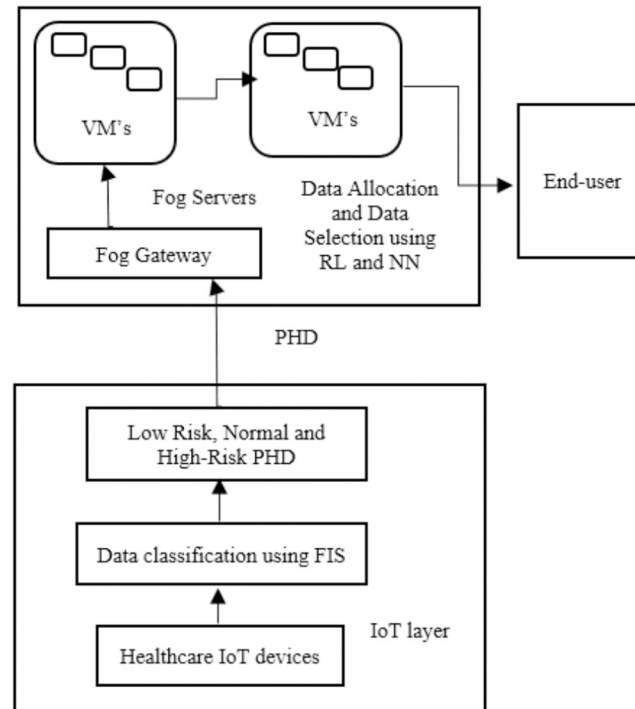 VM's
VM's
Fog Servers
Data Allocation
and Data
Selection using
RL and NN
Fog Gateway
End-user
PHD
Low Risk, Normal and
High-Risk PHD
Data classification using FIS
IoT layer
Healthcare IoT devices